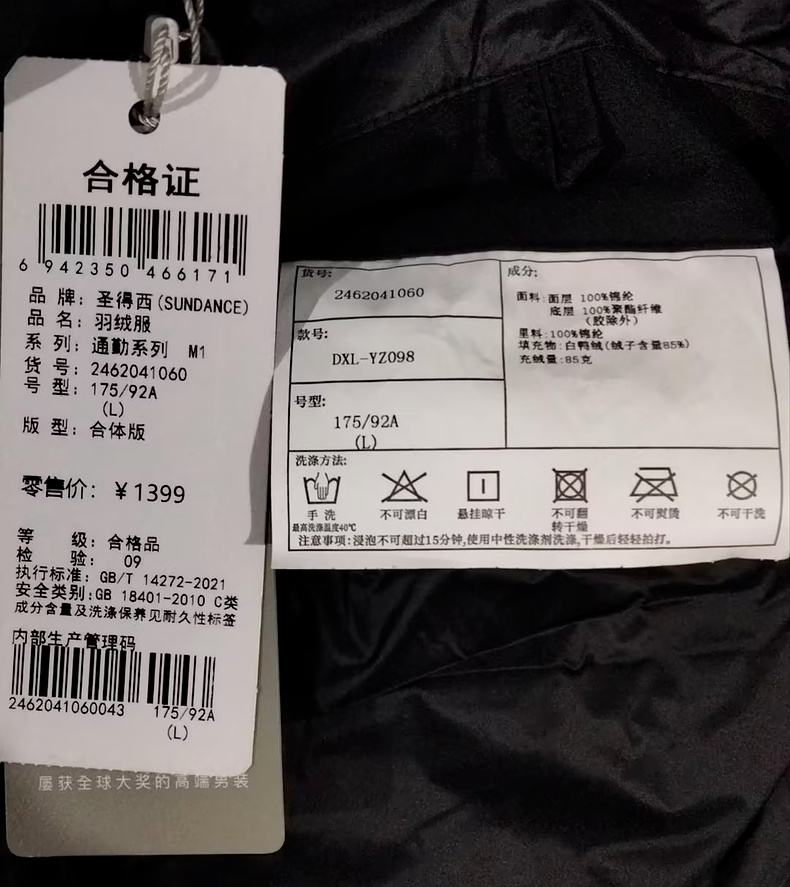 合格证
6 942350 466171
品 牌: 圣得西(SUNDANCE)
品 名: 羽绒服
系 列: 通勤系列 M1
货 号: 2462041060
号 型: 175/92A
(L)
版 型: 合体版
零售价: ￥1399
等 级: 合格品
检 验: 09
执行标准: GB/T 14272-2021
安全类别:GB 18401-2010 C类
成分含量及洗涤保养见耐久性标签
内部生产管理码
2462041060043 175/92A
(L)
屡获全球大奖的高端男装
货号:
2462041060
款号:
DXL-YZ098
号型:
175/92A
(L)
成分:
面料:面层 100%锦纶
底层 100%聚酯纤维
(胶除外)
里料:100%锦纶
填充物:白鸭绒(绒子含量85%)
充绒量:85克
洗涤方法:
手 洗
最高洗涤温度40℃
不可漂白
悬挂晾干
不可翻
转干燥
不可熨烫
不可干洗
注意事项:浸泡不可超过15分钟,使用中性洗涤剂洗涤,干燥后轻轻拍打。